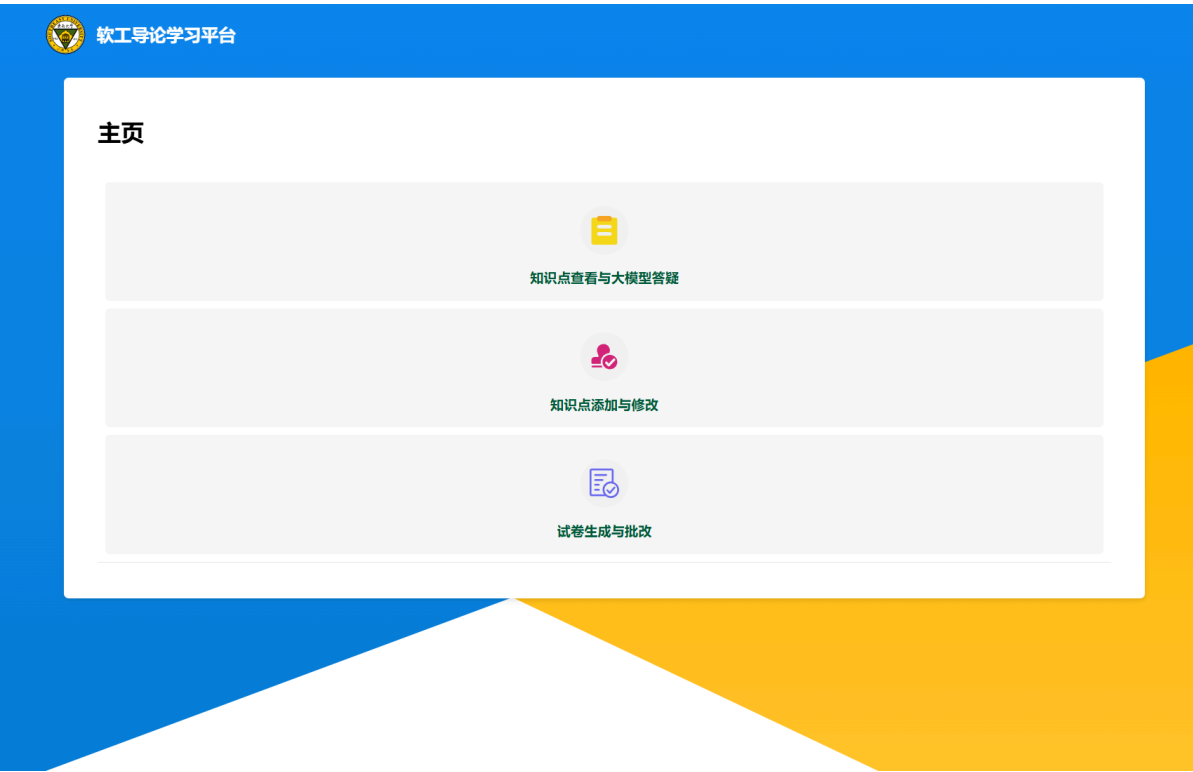 软工导论学习平台
主页
知识点查看与大模型答疑
知识点添加与修改
试卷生成与批改